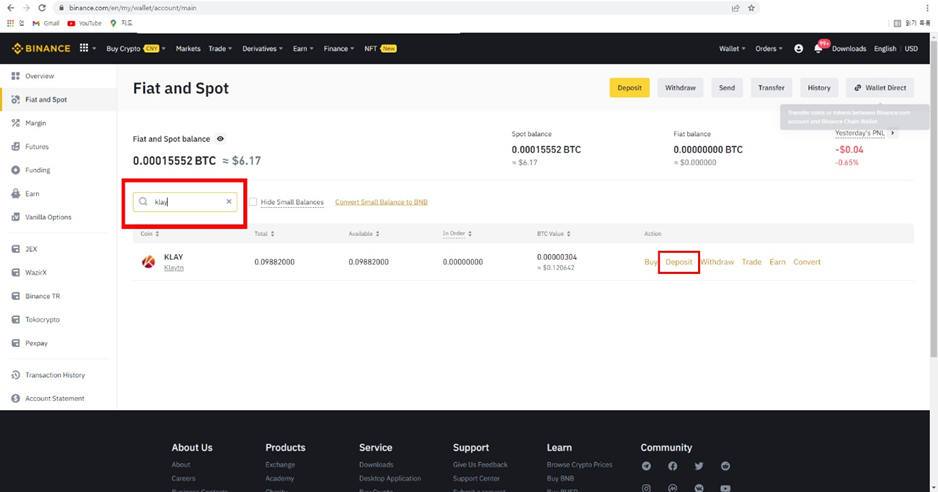 binance.com/en/my/wallet/account/main
Gmail YouTube 지도 읽기 목록
BINANCE Buy Crypto CNY Markets Trade Derivatives Earn Finance NFT New Wallet Orders 99+ Downloads English | USD
Overview
Fiat and Spot
Margin
Futures
Funding
Earn
Vanilla Options
JEX
WazirX
Binance TR
Tokocrypto
Pexpay
Transaction History
Account Statement
Fiat and Spot
Deposit Withdraw Send Transfer History Wallet Direct
Transfer coins or tokens between Binance.com
account and Binance Chain Wallet.
Fiat and Spot balance
0.00015552 BTC ≈ $6.17
Spot balance
0.00015552 BTC
≈ $6.17
Fiat balance
0.00000000 BTC
≈ $0.000000
Yesterday's PNL
-$0.04
-0.65%
klay
Hide Small Balances
Convert Small Balance to BNB
Coin Total Available In Order BTC Value Action
KLAY
Klaytn
0.09882000 0.09882000 0.00000000
0.00000304
≈ $0.120642
Buy Deposit Withdraw Trade Earn Convert
About Us Products Service Support Learn Community
About Exchange Downloads Give Us Feedback Browse Crypto Prices
Careers Academy Desktop Application Support Center Buy BNB